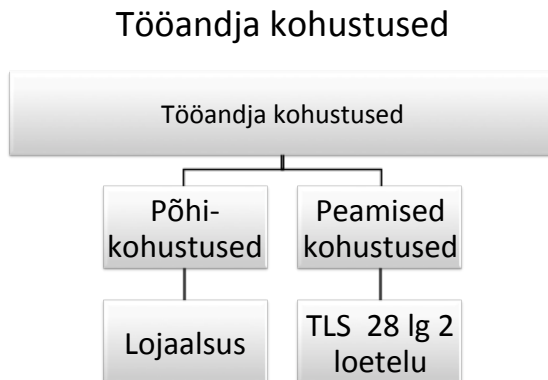 Tööandja kohustused
Tööandja kohustused
Põhi-
kohustused
Peamised
kohustused
Lojaalsus
TLS 28 lg 2
loetelu